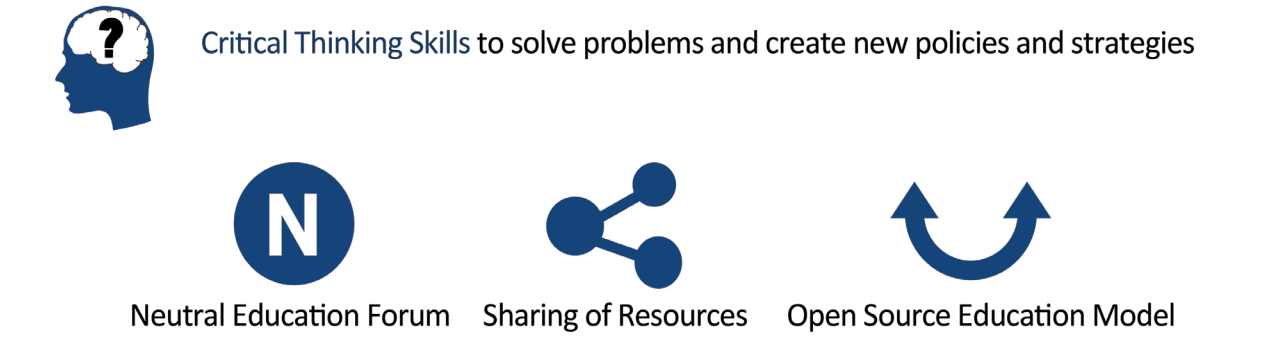 ?
Critical Thinking Skills to solve problems and create new policies and strategies
N
Neutral Education Forum
Sharing of Resources
Open Source Education Model